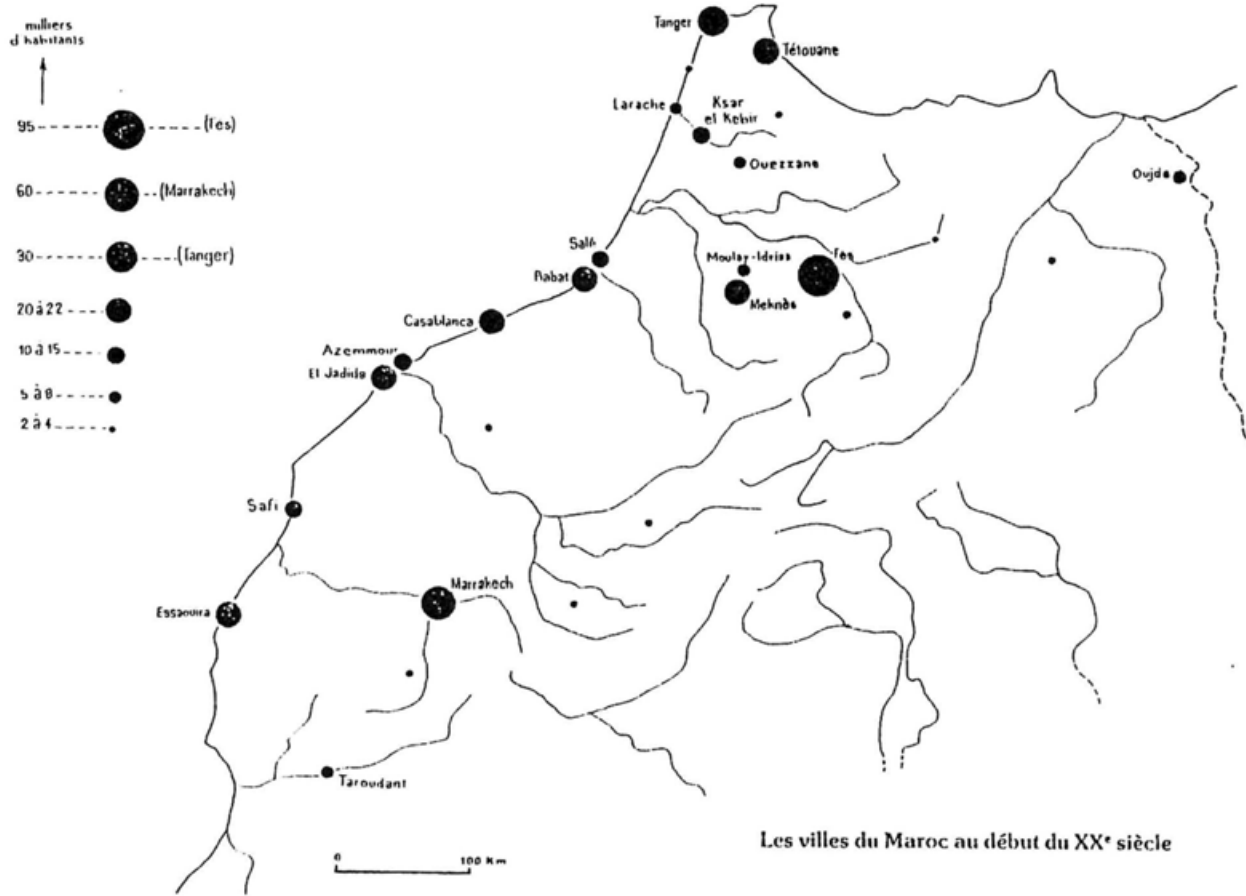 milliers
d habitants
95 (Fes)
60 (Marrakech)
30 (Tanger)
20 à 22
10 à 15
5 à 8
2 à 4
Tanger
Tétouane
Larache
Ksar
el Kebir
Ouezzane
Oujda
Salé
Rabat
Moulay-Idriss
Fes
Meknès
Casablanca
Azemmour
El Jadida
Safi
Marrakech
Essaouira
Taroudant
0 100 Km
Les villes du Maroc au début du XXe siècle